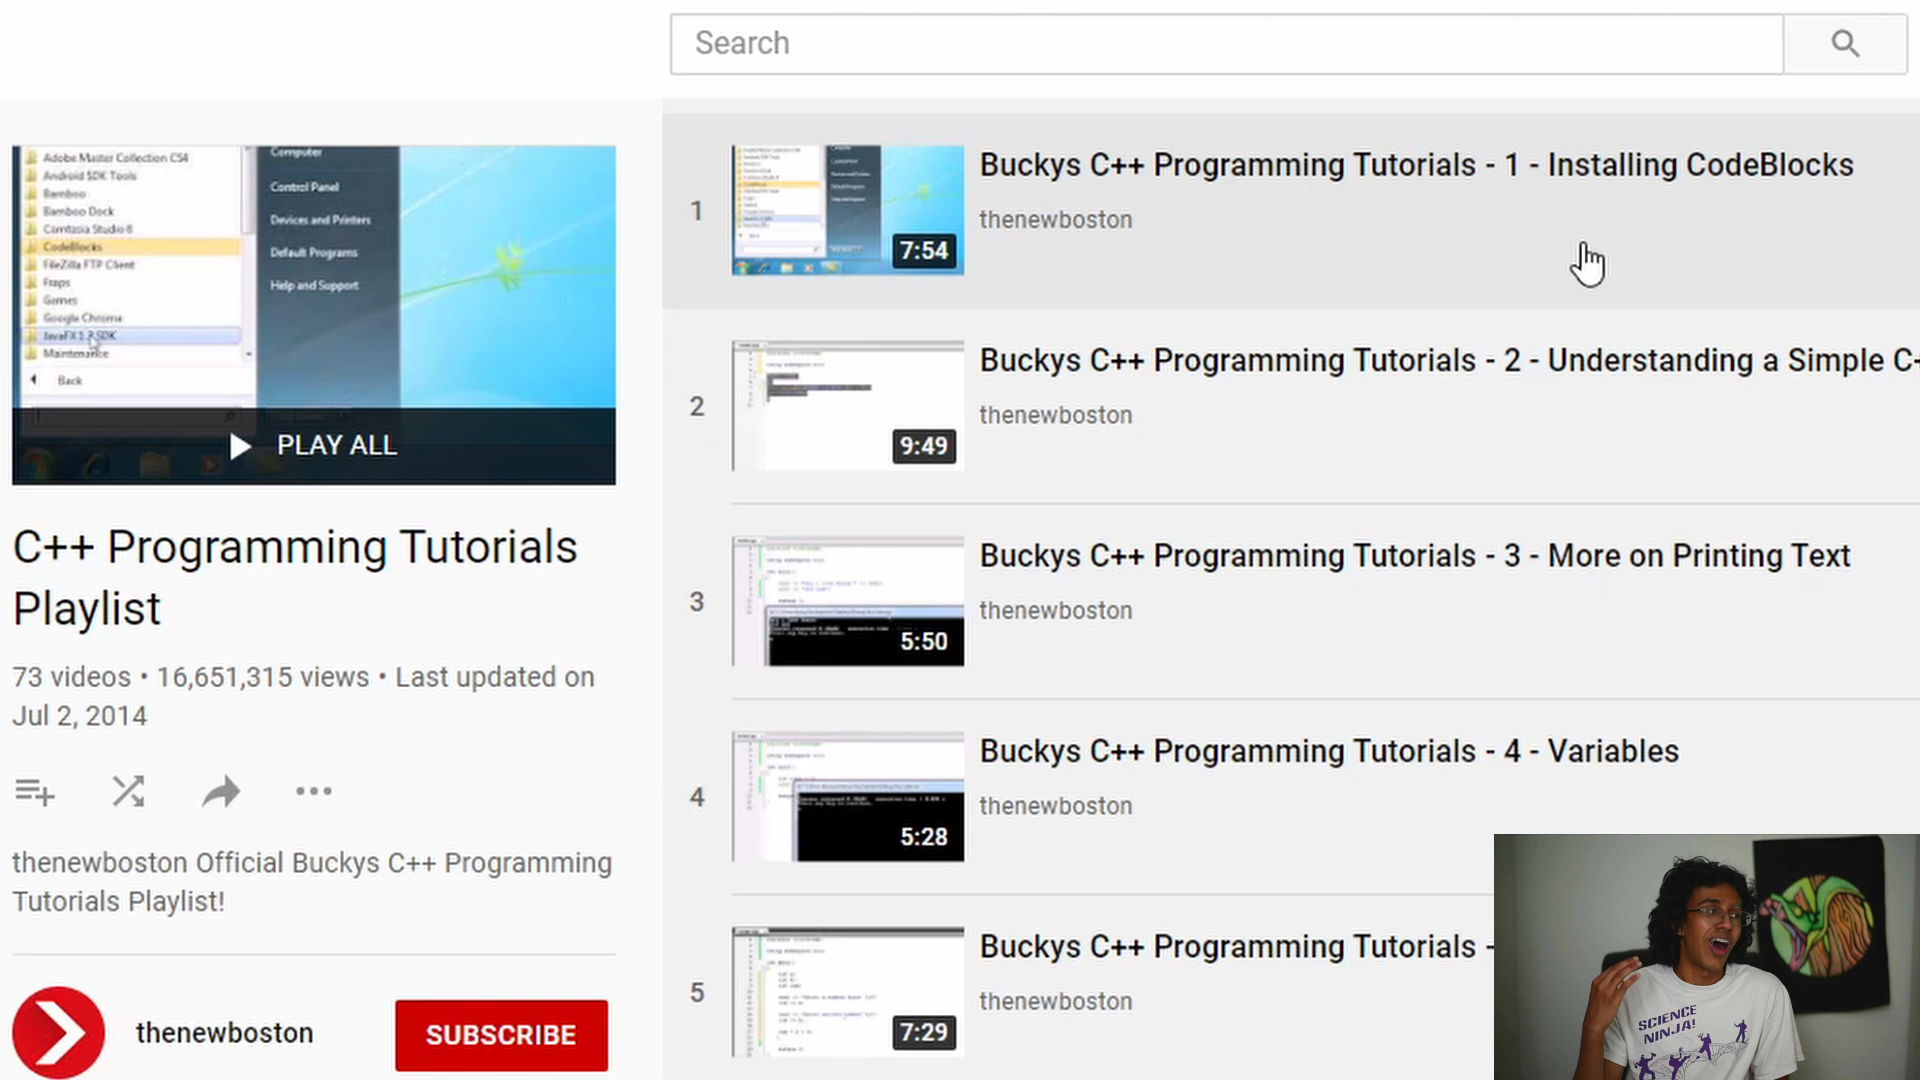 Search
Adobe Master Collection CS4
Android SDK Tools
Bamboo
Bamboo Dock
Camtasia Studio 8
CodeBlocks
FileZilla FTP Client
Fraps
Games
Google Chrome
JavaFX 1.3 SDK
Maintenance
Back
Computer
Control Panel
Devices and Printers
Default Programs
Help and Support
PLAY ALL
C++ Programming Tutorials
Playlist
73 videos • 16,651,315 views • Last updated on
Jul 2, 2014
thenewboston Official Buckys C++ Programming
Tutorials Playlist!
thenewboston
SUBSCRIBE
1
7:54
Buckys C++ Programming Tutorials - 1 - Installing CodeBlocks
thenewboston
2
9:49
Buckys C++ Programming Tutorials - 2 - Understanding a Simple C+
thenewboston
3
5:50
Buckys C++ Programming Tutorials - 3 - More on Printing Text
thenewboston
4
5:28
Buckys C++ Programming Tutorials - 4 - Variables
thenewboston
5
7:29
Buckys C++ Programming Tutorials -
thenewboston
SCIENCE
NINJA!